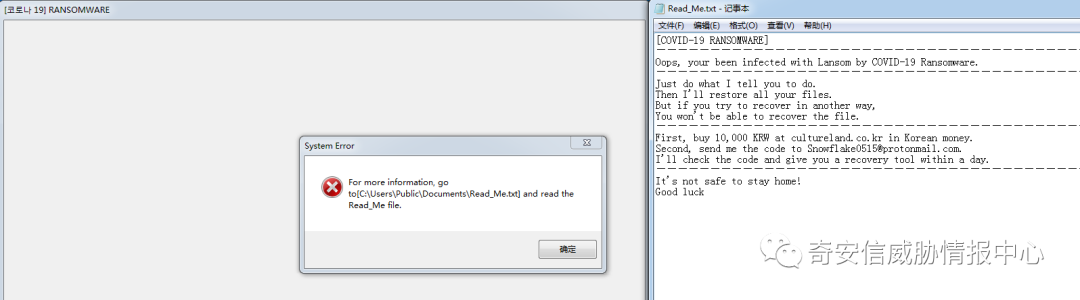 [코로나 19] RANSOMWARE
System Error
For more information, go
to[C:\Users\Public\Documents\Read_Me.txt] and read the
Read_Me file.
确定
Read_Me.txt - 记事本
文件(F) 编辑(E) 格式(O) 查看(V) 帮助(H)
[COVID-19 RANSOMWARE]
Oops, your been infected with Lansom by COVID-19 Ransomware.
Just do what I tell you to do.
Then I'll restore all your files.
But if you try to recover in another way,
You won't be able to recover the file.
First, buy 10,000 KRW at cultureland.co.kr in Korean money.
Second, send me the code to Snowflake0515@protonmail.com.
I'll check the code and give you a recovery tool within a day.
It's not safe to stay home!
Good luck
奇安信威胁情报中心